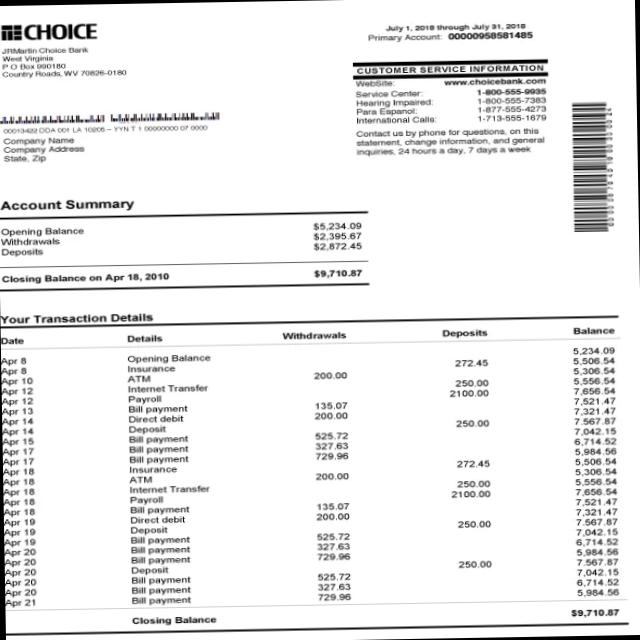 CHOICE
JRMartin Choice Bank
West Virginia
P O Box 990180
Country Roads, WV 70826-0180
July 1, 2018 through July 31, 2018
Primary Account: 00000958581485
CUSTOMER SERVICE INFORMATION
WebSite: www.choicebank.com
Service Center: 1-800-555-9935
Hearing Impaired: 1-800-555-7383
Para Espanol: 1-877-555-4273
International Calls: 1-713-555-1679
Contact us by phone for questions, on this
statement, change information, and general
inquiries, 24 hours a day, 7 days a week
00013422 DDA 001 LA 10205 – YYN T 1 00000000 07 0000
Company Name
Company Address
State, Zip
Account Summary
Opening Balance $5,234.09
Withdrawals $2,395.67
Deposits $2,872.45
Closing Balance on Apr 18, 2010 $9,710.87
Your Transaction Details
Date Details Withdrawals Deposits Balance
Apr 8 Opening Balance 5,234.09
Apr 8 Insurance 272.45 5,506.54
Apr 10 ATM 200.00 5,306.54
Apr 12 Internet Transfer 250.00 5,556.54
Apr 12 Payroll 2100.00 7,656.54
Apr 13 Bill payment 135.07 7,521.47
Apr 14 Direct debit 200.00 7,321.47
Apr 14 Deposit 250.00 7.567.87
Apr 15 Bill payment 525.72 7,042.15
Apr 17 Bill payment 327.63 6,714.52
Apr 17 Bill payment 729.96 5,984.56
Apr 18 Insurance 272.45 5,506.54
Apr 18 ATM 200.00 5,306.54
Apr 18 Internet Transfer 250.00 5,556.54
Apr 18 Payroll 2100.00 7,656.54
Apr 18 Bill payment 135.07 7,521.47
Apr 19 Direct debit 200.00 7,321.47
Apr 19 Deposit 250.00 7.567.87
Apr 19 Bill payment 525.72 7,042.15
Apr 20 Bill payment 327.63 6,714.52
Apr 20 Bill payment 729.96 5,984.56
Apr 20 Deposit 250.00 7.567.87
Apr 20 Bill payment 525.72 7,042.15
Apr 20 Bill payment 327.63 6,714.52
Apr 21 Bill payment 729.96 5,984.56
Closing Balance $9,710.87